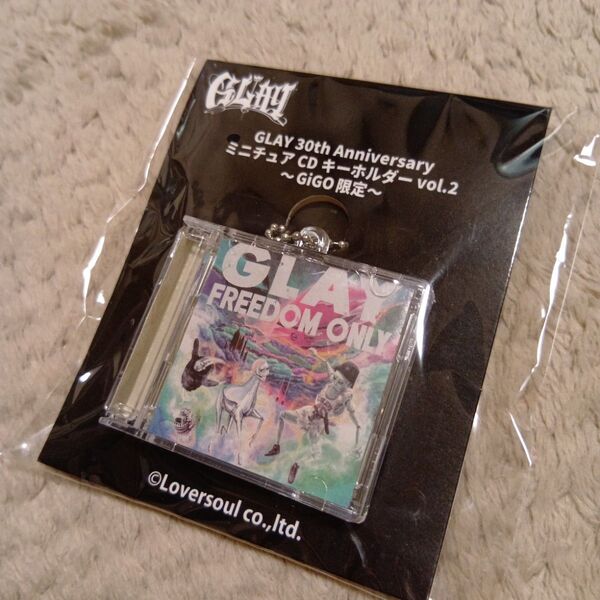 GLAY
GLAY 30th Anniversary
ミニチュア CD キーホルダー vol.2
～GiGO 限定～
GLAY
FREEDOM ONLY
©Loversoul co.,ltd.